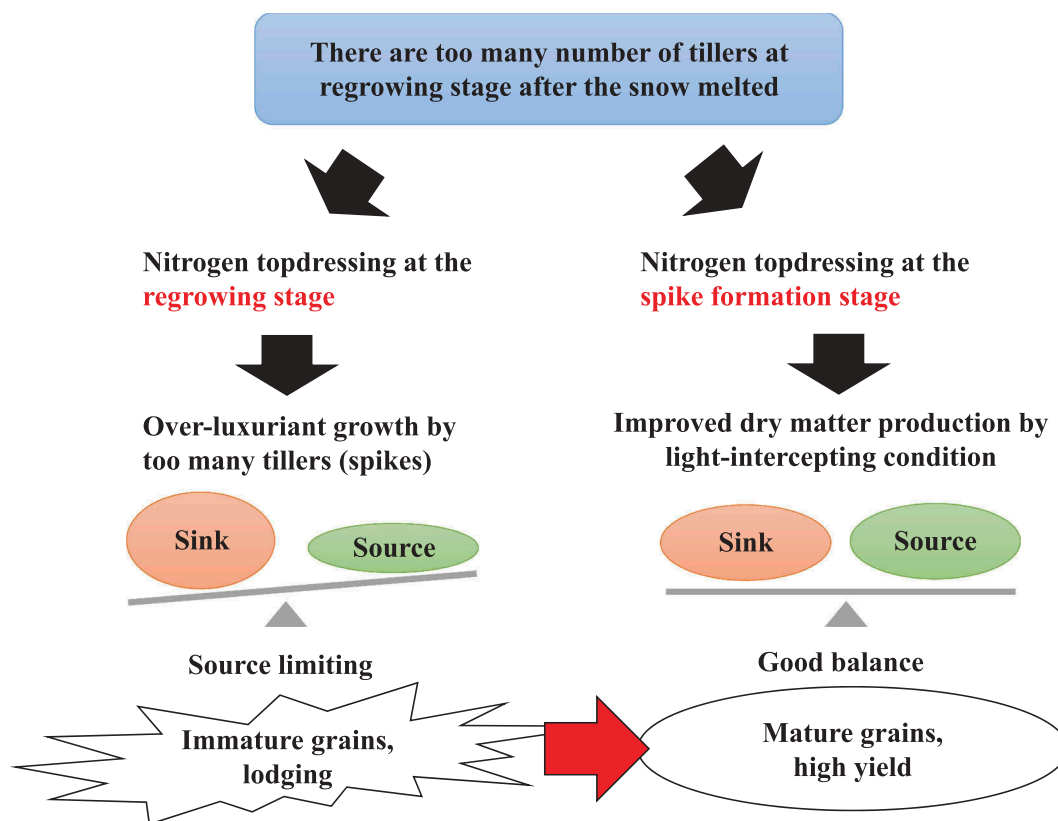 There are too many number of tillers at
regrowing stage after the snow melted
Nitrogen topdressing at the
regrowing stage
Nitrogen topdressing at the
spike formation stage
Over-luxuriant growth by
too many tillers (spikes)
Improved dry matter production by
light-intercepting condition
Sink
Source
Sink
Source
Source limiting
Good balance
Immature grains,
lodging
Mature grains,
high yield